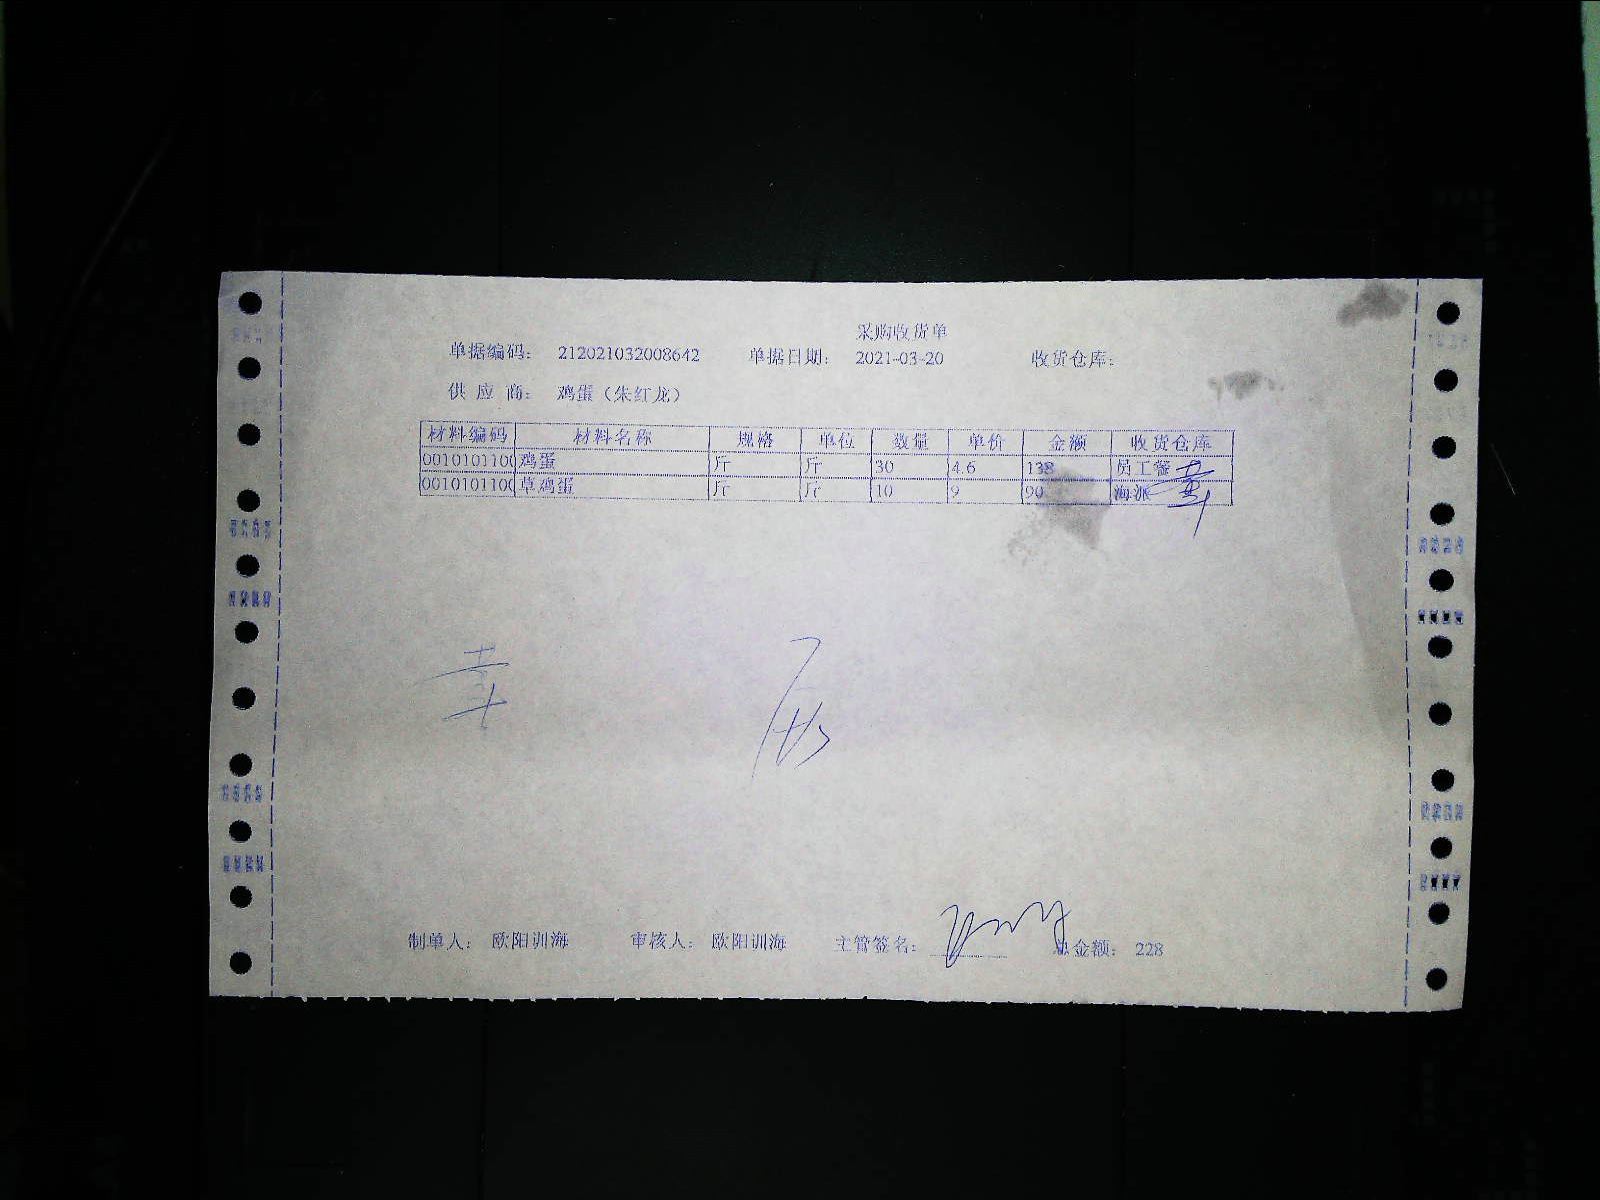 采购收货单
单据编码: 212021032008642 单据日期: 2021-03-20 收货仓库:
供 应 商: 鸡蛋（朱红龙）
材料编码 材料名称 规格 单位 数量 单价 金额 收货仓库
0010101100 鸡蛋 斤 斤 30 4.6 138 员工餐
0010101100 草鸡蛋 斤 斤 10 9 90 海派
制单人: 欧阳训海 审核人: 欧阳训海 主管签名: 总金额: 228